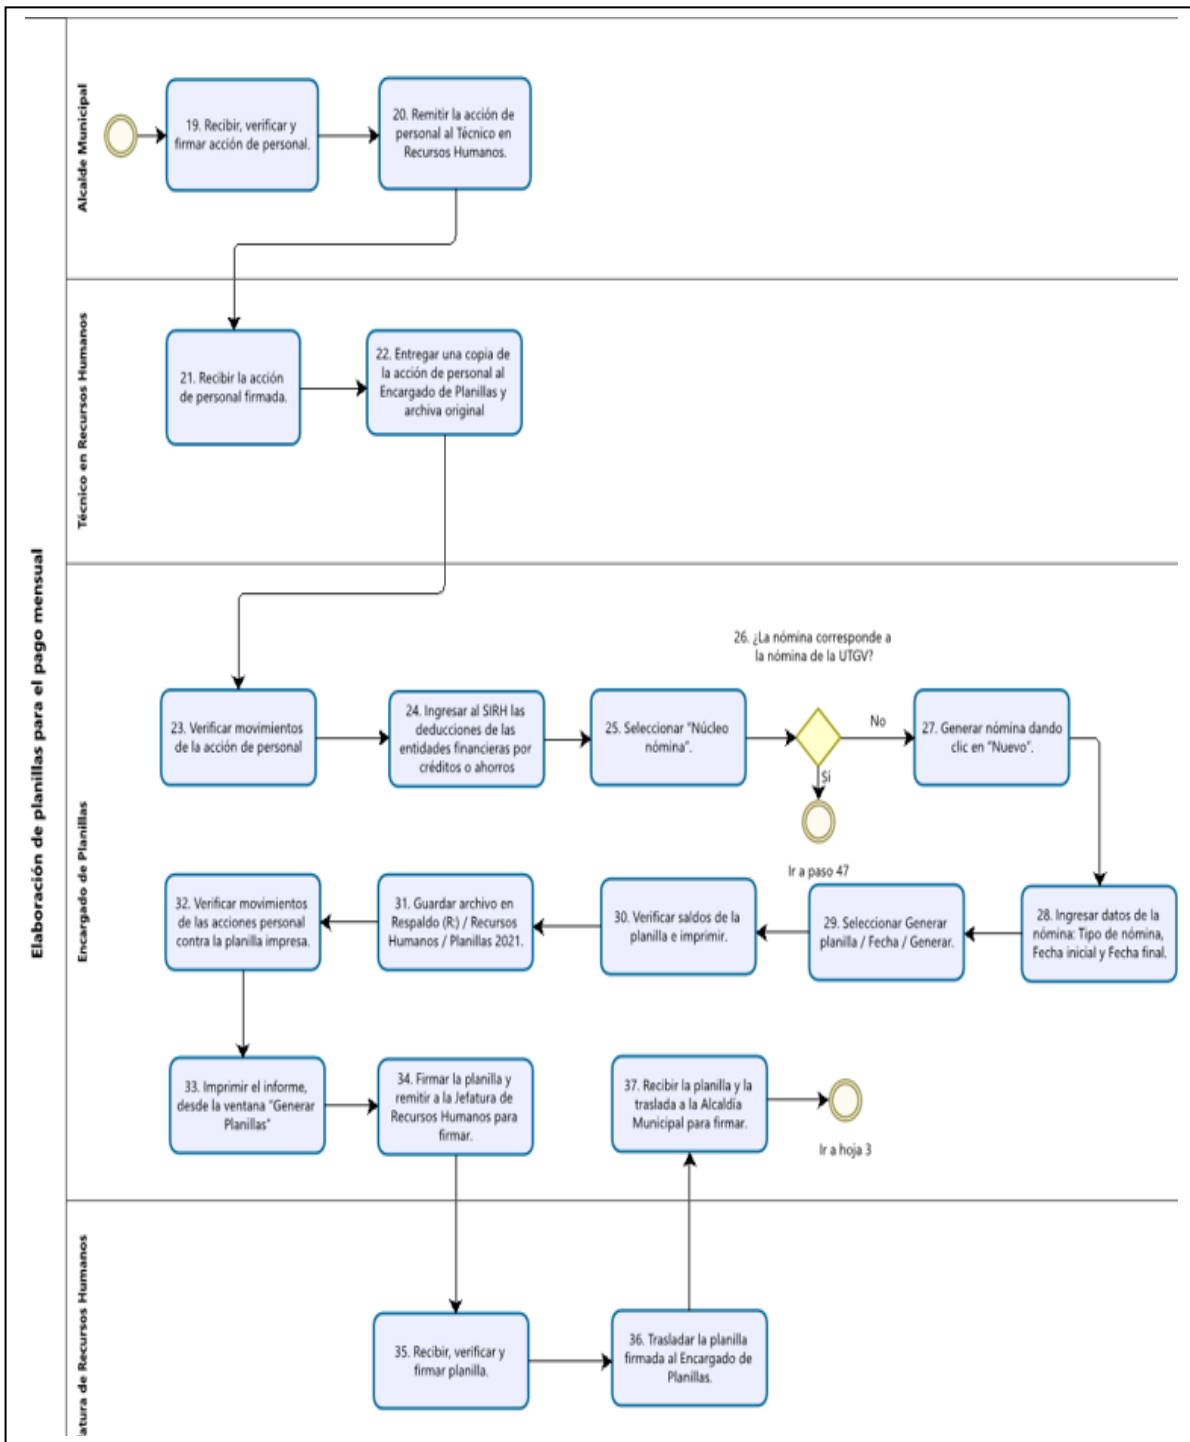 Elaboración de planillas para el pago mensual
Alcalde Municipal
19. Recibir, verificar y
firmar acción de personal.
20. Remitir la acción de
personal al Técnico en
Recursos Humanos.
Técnico en Recursos Humanos
21. Recibir la acción
de personal firmada.
22. Entregar una copia de
la acción de personal al
Encargado de Planillas y
archiva original
Encargado de Planillas
23. Verificar movimientos
de la acción de personal
24. Ingresar al SIRH las
deducciones de las
entidades financieras por
créditos o ahorros
25. Seleccionar "Núcleo
nómina".
26. ¿La nómina corresponde a
la nómina de la UTGV?
No
Sí
Ir a paso 47
27. Generar nómina dando
clic en "Nuevo".
28. Ingresar datos de la
nómina: Tipo de nómina,
Fecha inicial y Fecha final.
29. Seleccionar Generar
planilla / Fecha / Generar.
30. Verificar saldos de la
planilla e imprimir.
31. Guardar archivo en
Respaldo (R:) / Recursos
Humanos / Planillas 2021.
32. Verificar movimientos
de las acciones personal
contra la planilla impresa.
33. Imprimir el informe,
desde la ventana "Generar
Planillas"
34. Firmar la planilla y
remitir a la Jefatura de
Recursos Humanos para
firmar.
37. Recibir la planilla y la
traslada a la Alcaldía
Municipal para firmar.
Ir a hoja 3
atura de Recursos Humanos
35. Recibir, verificar y
firmar planilla.
36. Trasladar la planilla
firmada al Encargado de
Planillas.